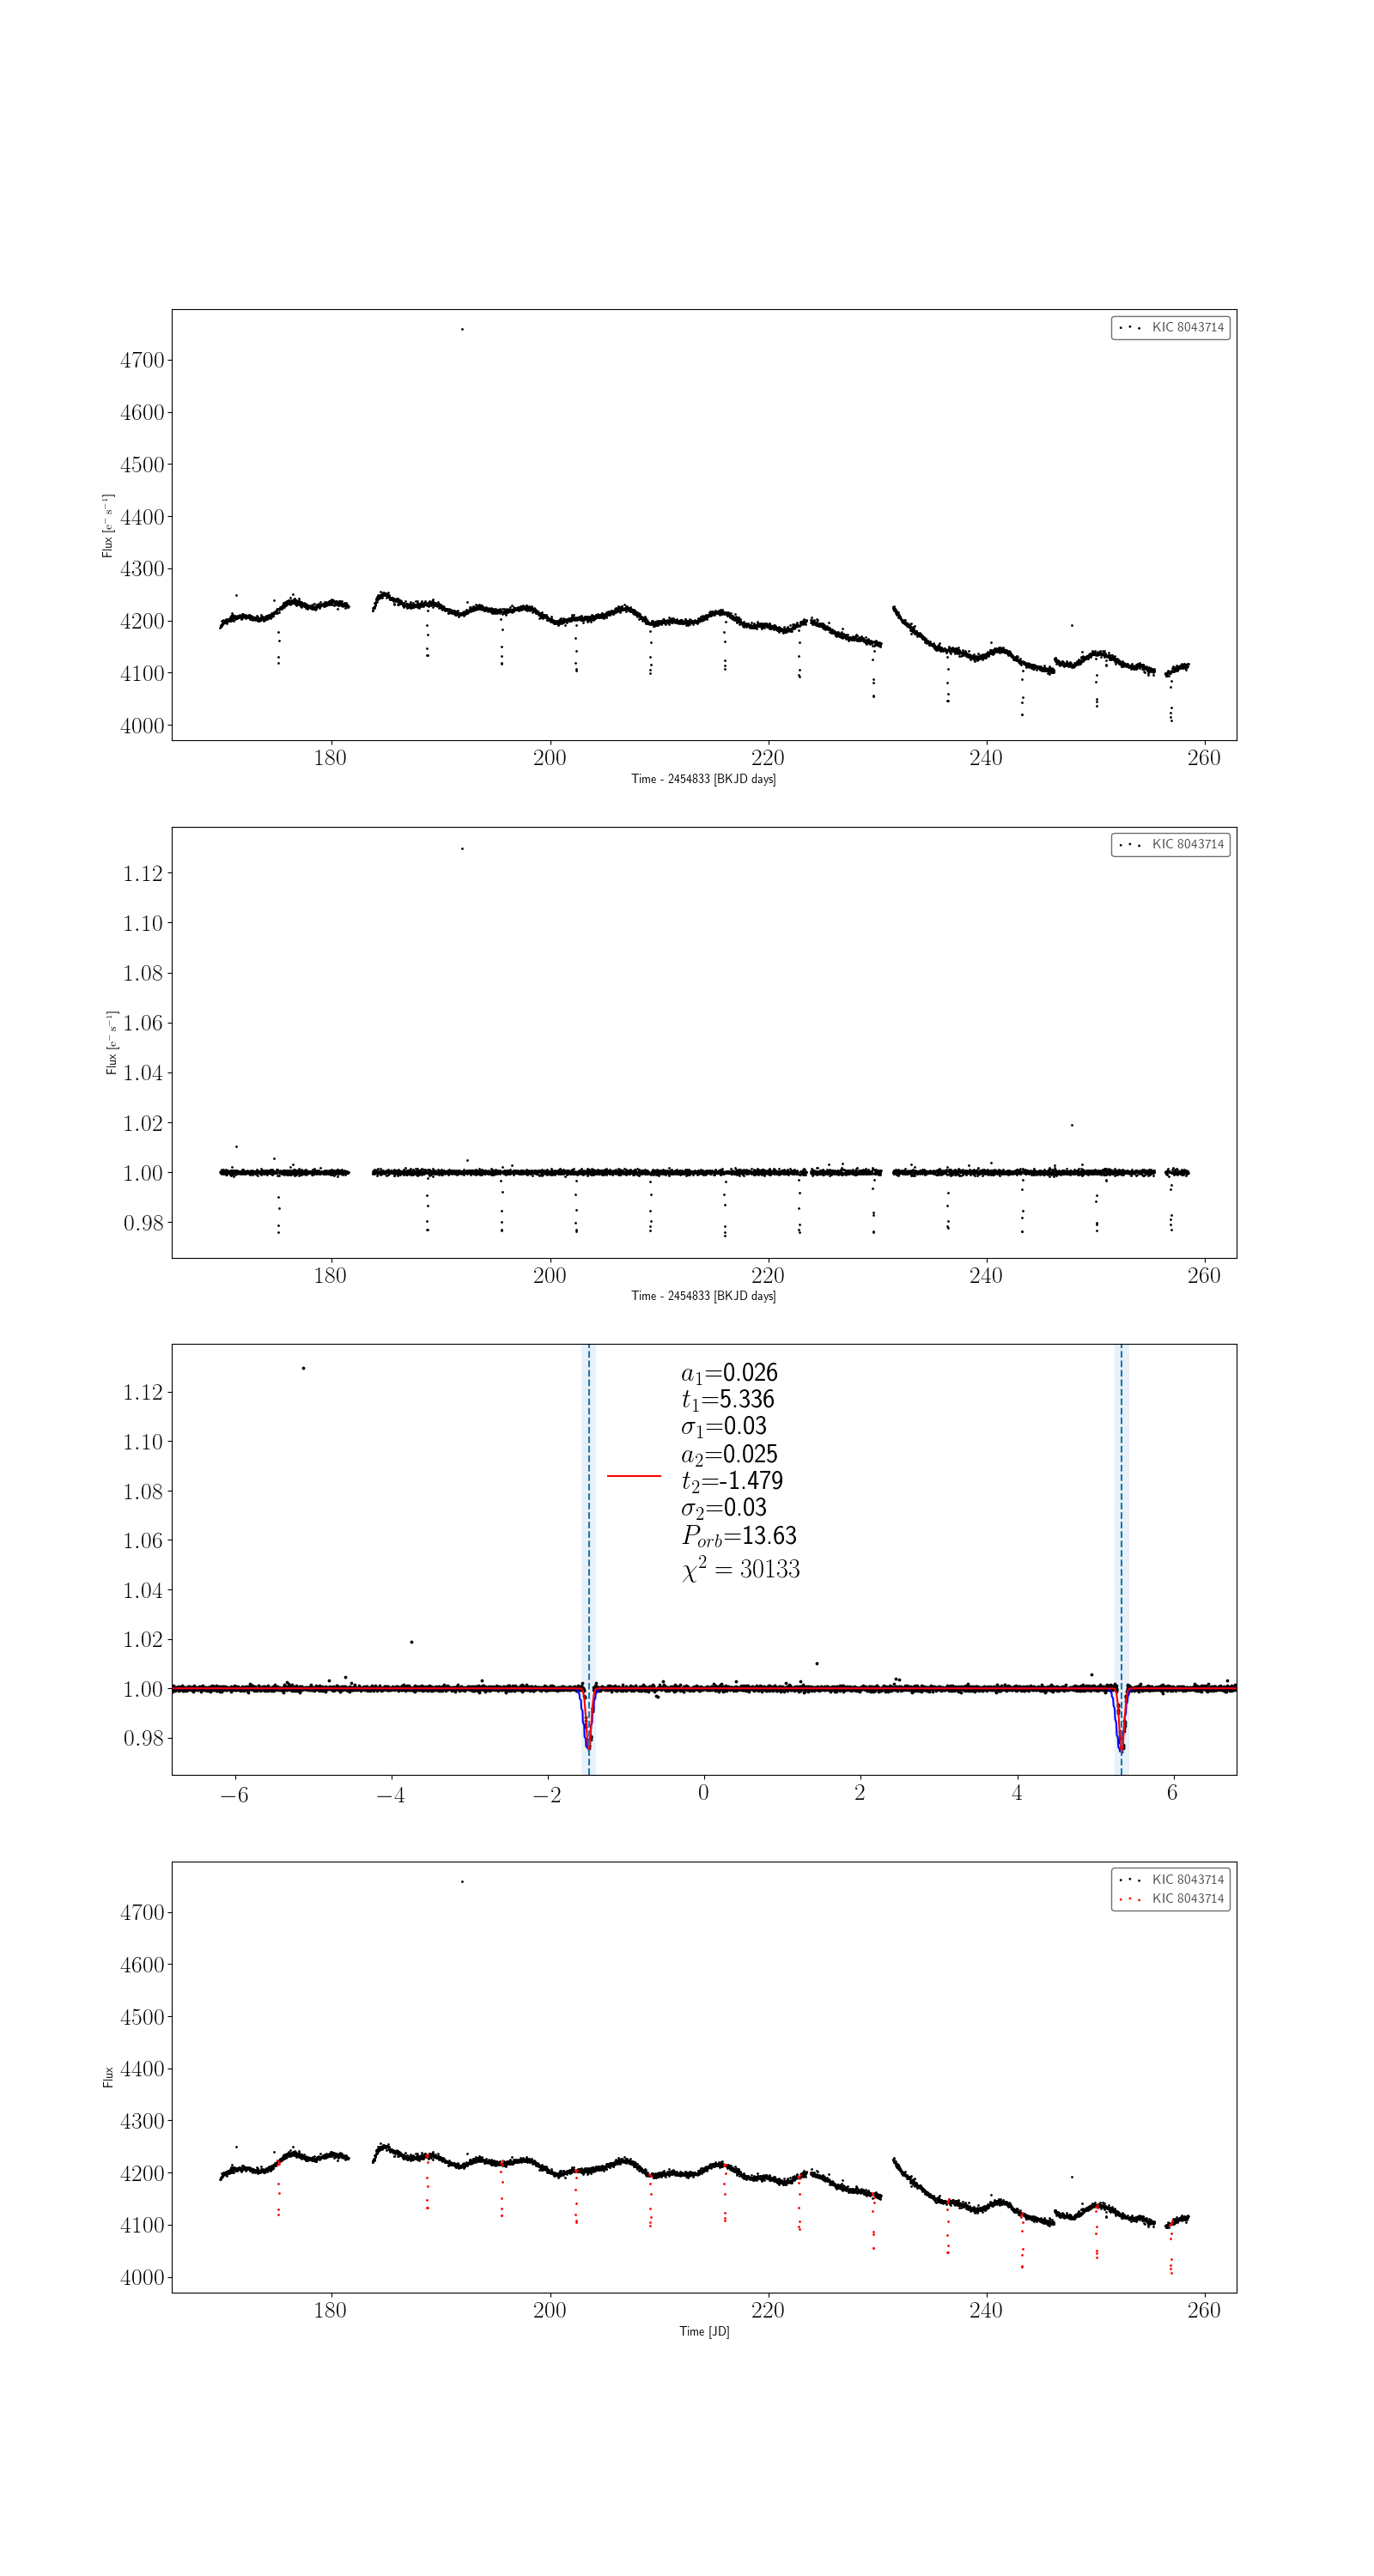 KIC 8043714
4700
4600
4500
4400
4300
4200
4100
4000
Flux [e⁻ s⁻¹]
180 200 220 240 260
Time - 2454833 [BKJD days]
KIC 8043714
1.12
1.10
1.08
1.06
1.04
1.02
1.00
0.98
Flux [e⁻ s⁻¹]
180 200 220 240 260
Time - 2454833 [BKJD days]
a₁=0.026
t₁=5.336
σ₁=0.03
a₂=0.025
t₂=-1.479
σ₂=0.03
P_orb=13.63
χ² = 30133
1.12
1.10
1.08
1.06
1.04
1.02
1.00
0.98
−6 −4 −2 0 2 4 6
KIC 8043714
KIC 8043714
4700
4600
4500
4400
4300
4200
4100
4000
Flux
180 200 220 240 260
Time [JD]